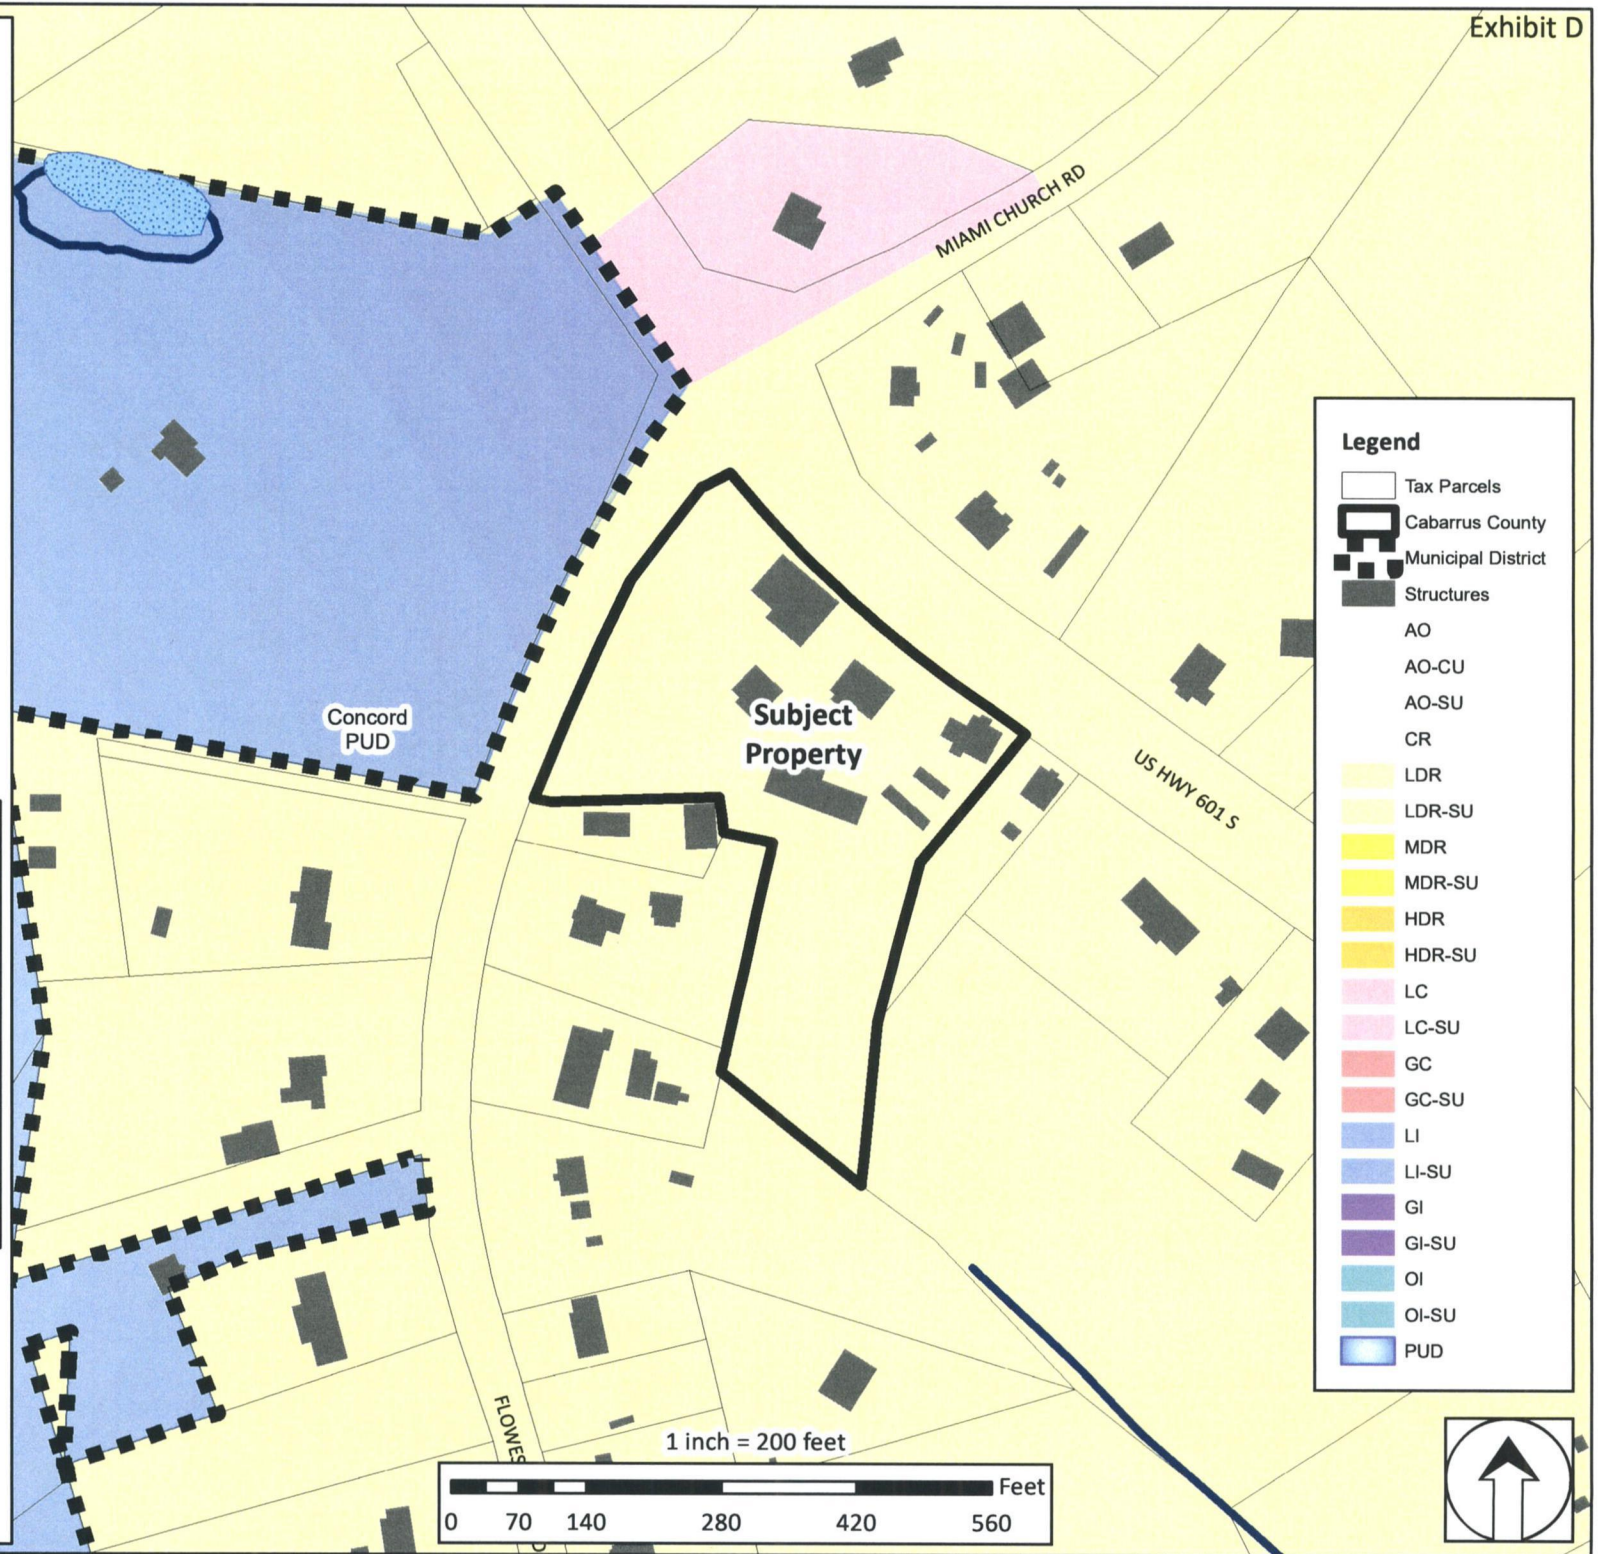 Exhibit D
MIAMI CHURCH RD
Legend
Tax Parcels
Cabarrus County
Municipal District
Structures
AO
AO-CU
AO-SU
CR
LDR
LDR-SU
MDR
MDR-SU
HDR
HDR-SU
LC
LC-SU
GC
GC-SU
LI
LI-SU
GI
GI-SU
OI
OI-SU
PUD
Concord
PUD
Subject
Property
US HWY 601 S
FLOWES
1 inch = 200 feet
Feet
0 70 140 280 420 560